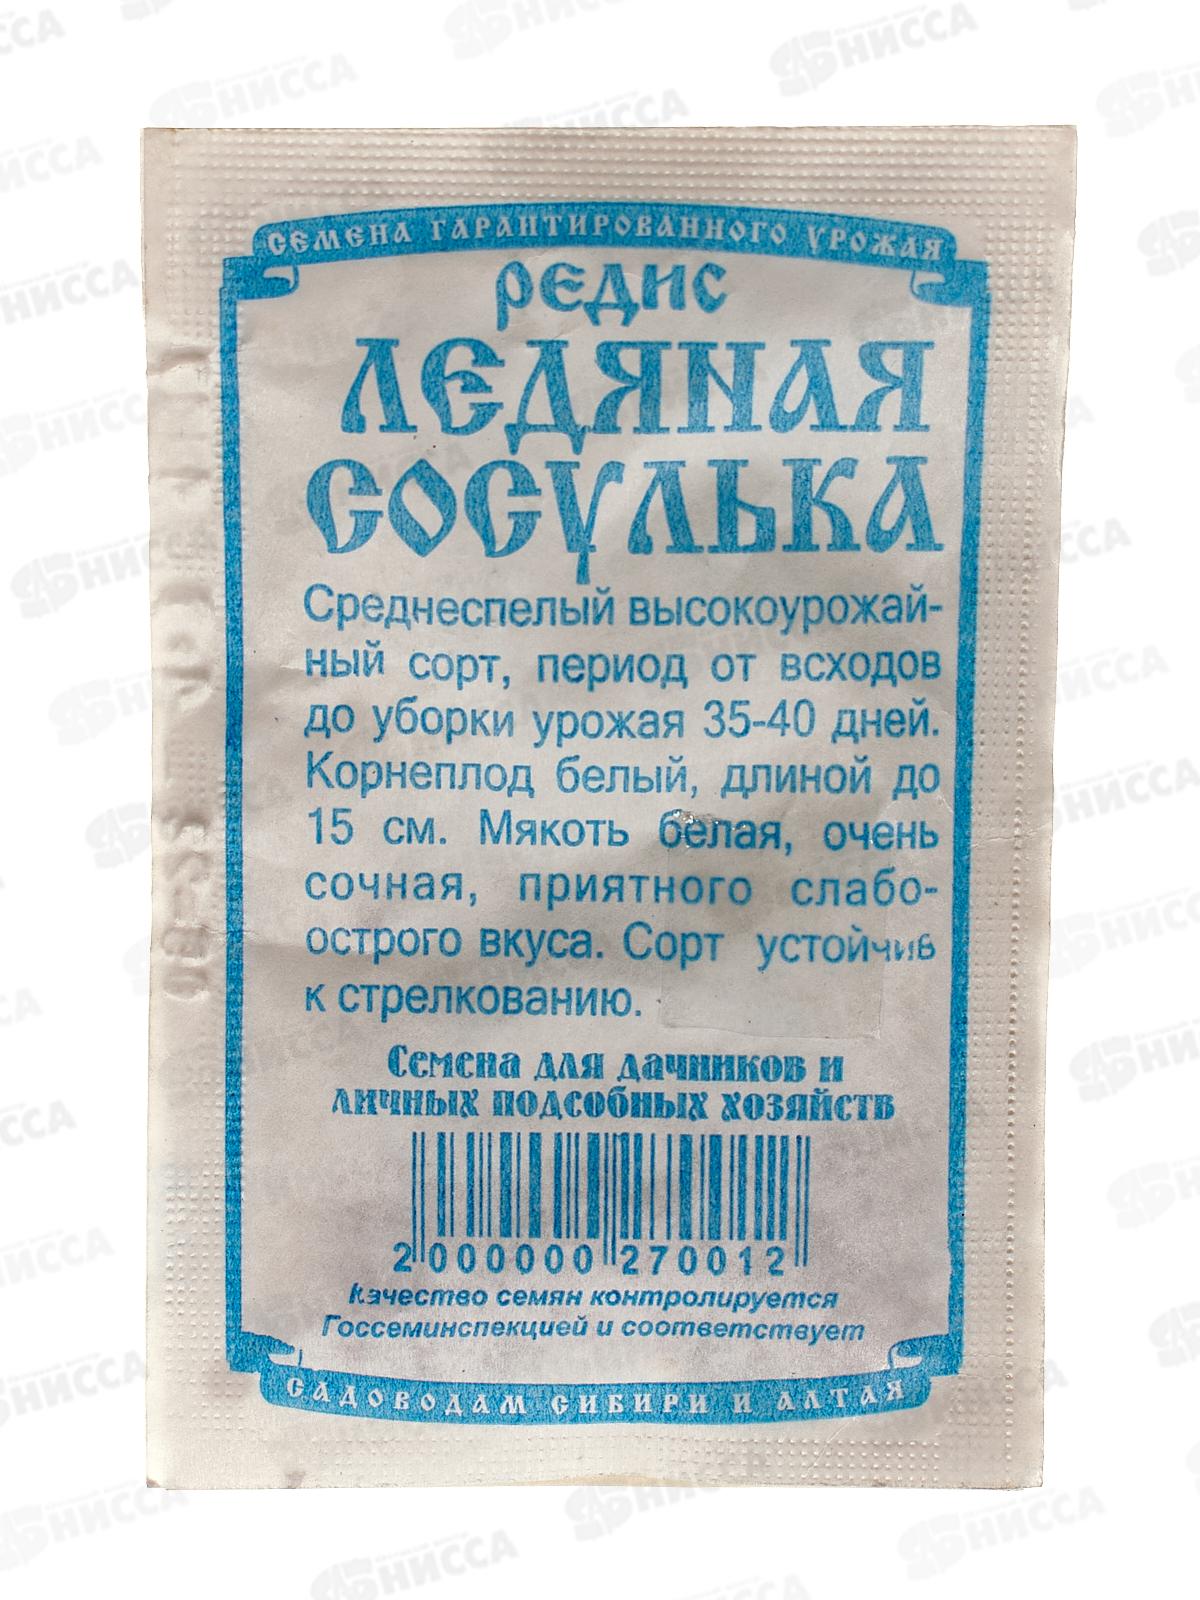 СЕМЕНА ГАРАНТИРОВАННОГО УРОЖАЯ
РЕДИС
ЛЕДЯНАЯ
СОСУЛЬКА
Среднеспелый высокоурожай-
ный сорт, период от всходов
до уборки урожая 35-40 дней.
Корнеплод белый, длиной до
15 см. Мякоть белая, очень
сочная, приятного слабо-
острого вкуса. Сорт устойчив
к стрелкованию.
Семена для дачников и
личных подсобных хозяйств
2 000000 270012
Качество семян контролируется
Госсеминспекцией и соответствует
САДОВОДАМ СИБИРИ И АЛТАЯ